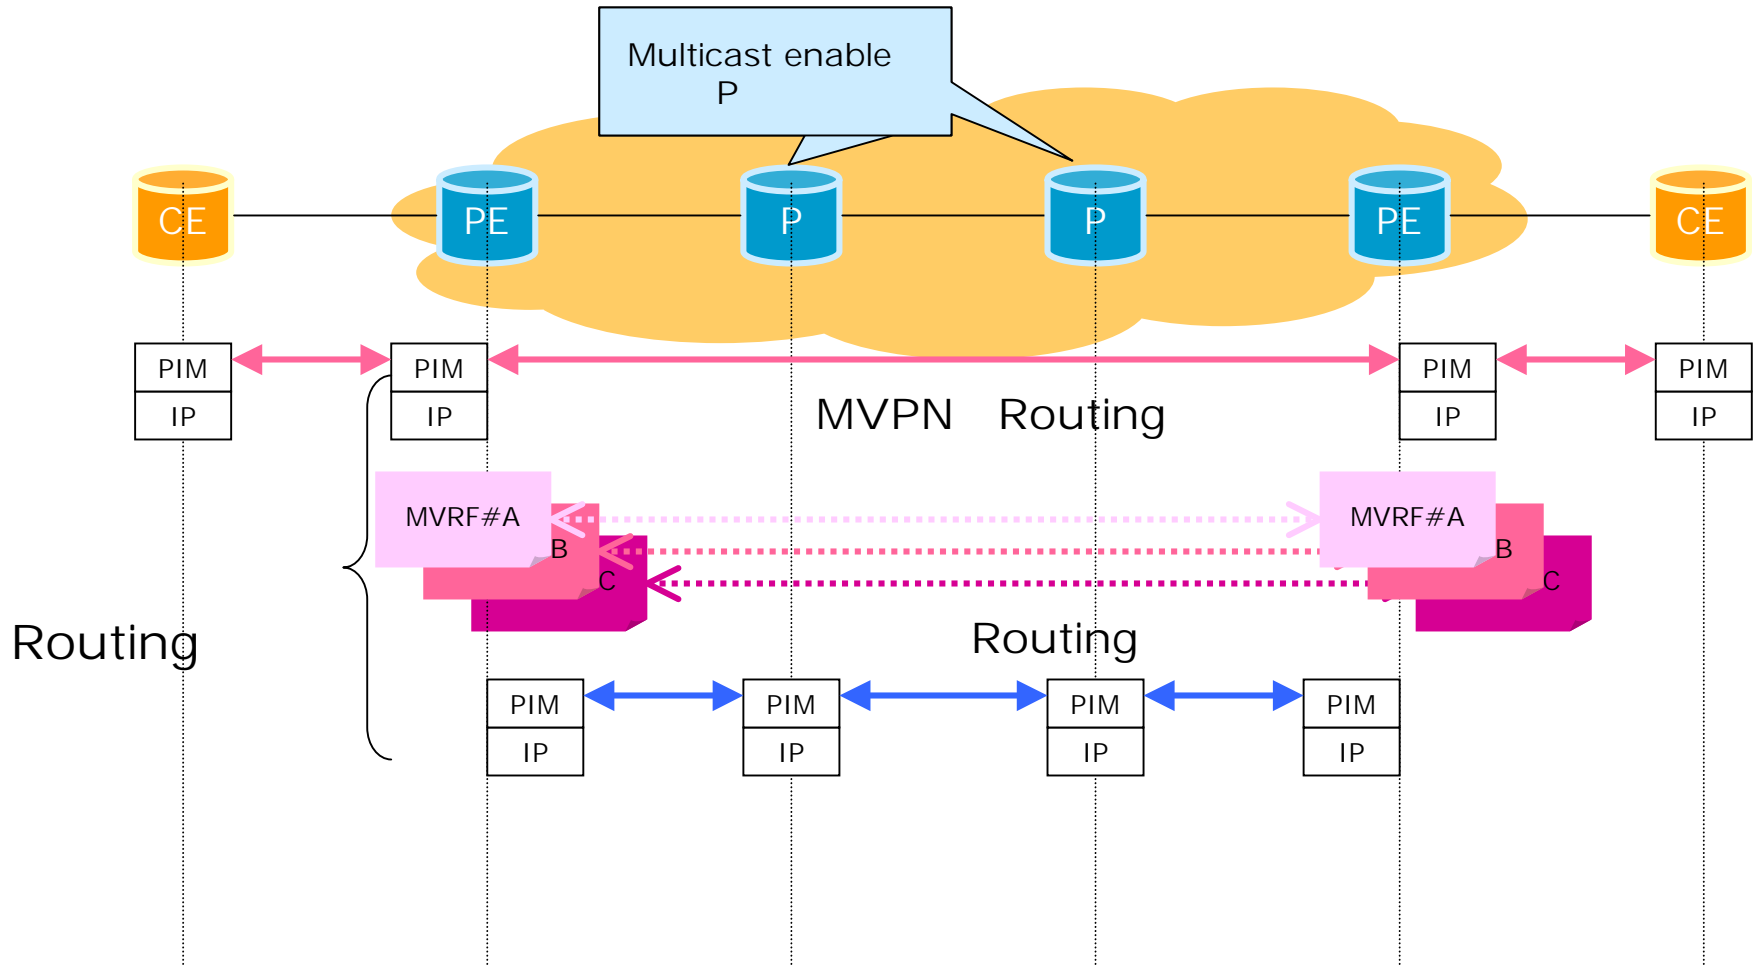 Multicast enable
P
CE PE P P PE CE
PIM PIM PIM PIM
IP IP IP IP
MVPN Routing
MVRF#A MVRF#A
B B
C C
Routing Routing
PIM PIM PIM PIM
IP IP IP IP